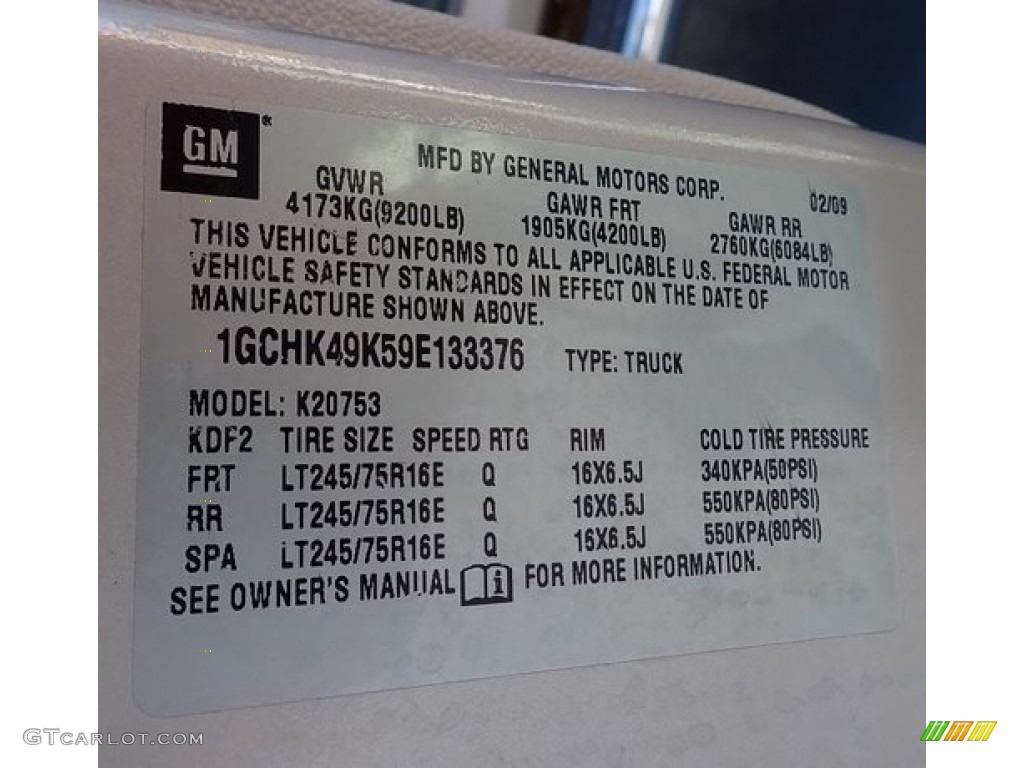 GM
MFD BY GENERAL MOTORS CORP. 02/09
GVWR GAWR FRT GAWR RR
4173KG(9200LB) 1905KG(4200LB) 2760KG(6084LB)
THIS VEHICLE CONFORMS TO ALL APPLICABLE U.S. FEDERAL MOTOR
VEHICLE SAFETY STANDARDS IN EFFECT ON THE DATE OF
MANUFACTURE SHOWN ABOVE.
1GCHK49K59E133376 TYPE: TRUCK
MODEL: K20753
KDF2 TIRE SIZE SPEED RTG RIM COLD TIRE PRESSURE
FRT LT245/75R16E Q 16X6.5J 340KPA(50PSI)
RR LT245/75R16E Q 16X6.5J 550KPA(80PSI)
SPA LT245/75R16E Q 16X6.5J 550KPA(80PSI)
SEE OWNER'S MANUAL i FOR MORE INFORMATION.
GTCARLOT.COM